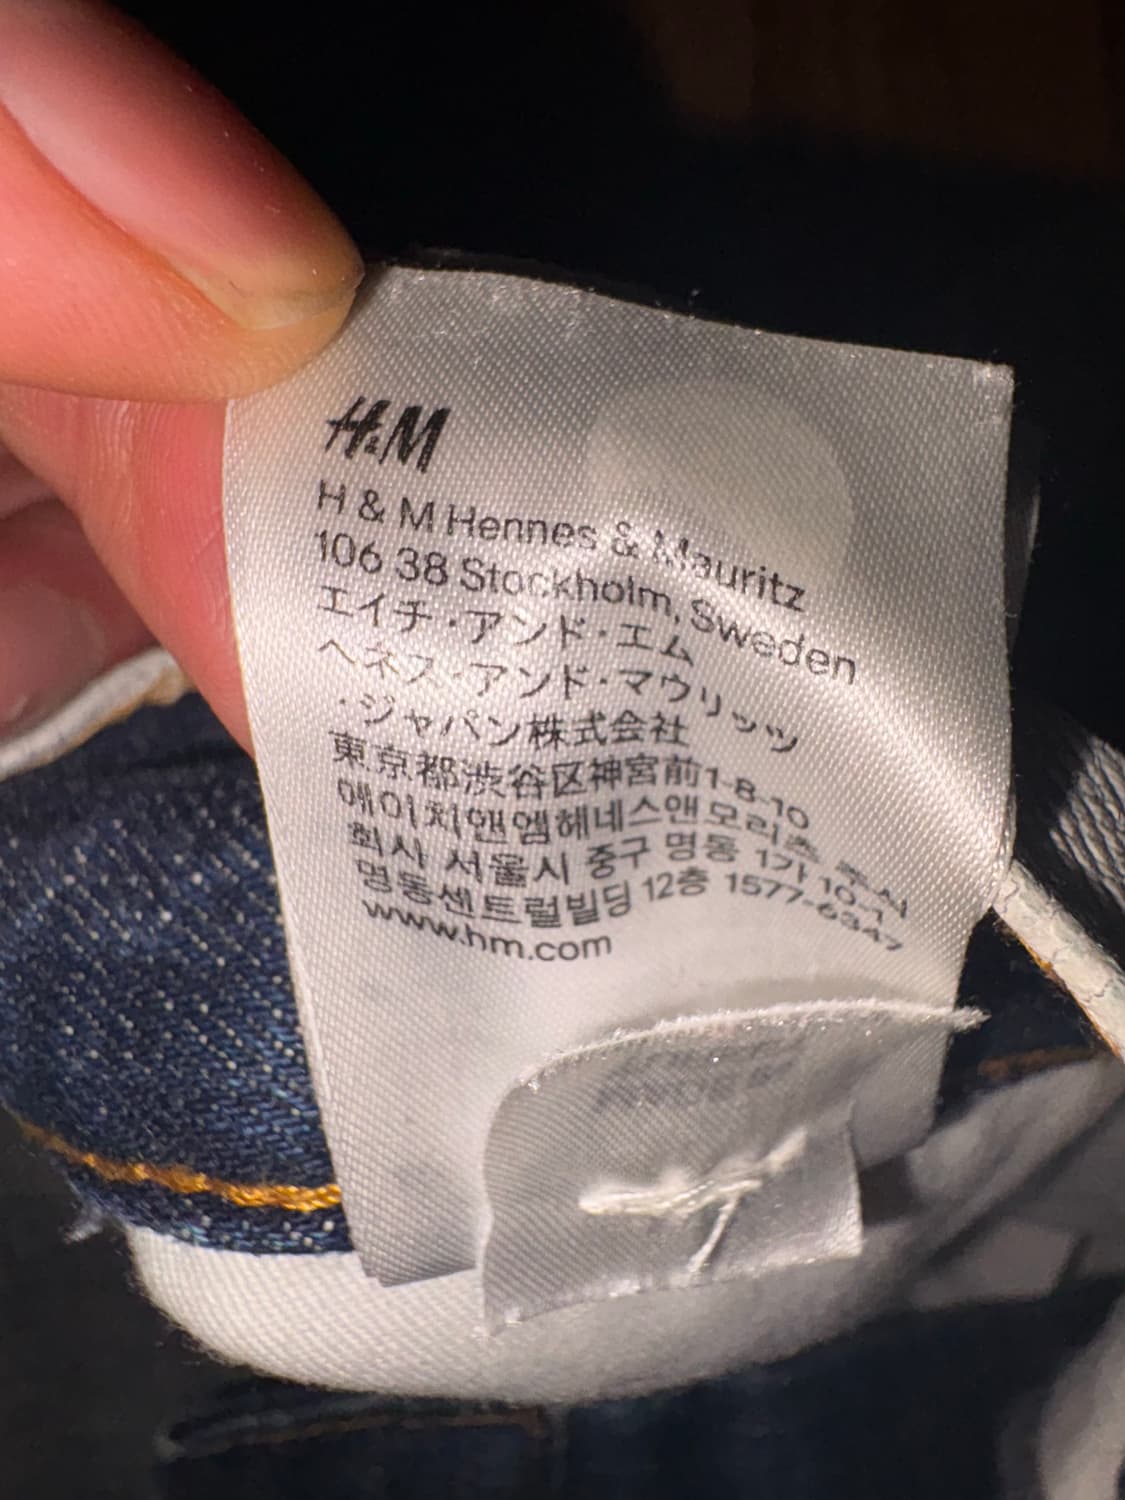 H&M
H & M Hennes & Mauritz
106 38 Stockholm, Sweden
エイチ・アンド・エム
ヘネス・アンド・マウリッツ
・ジャパン株式会社
東京都渋谷区神宮前1-8-10
에이치앤엠헤네스앤모리츠 주식
회사 서울시 중구 명동 1가 10-1
명동센트럴빌딩 12층 1577-6347
www.hm.com